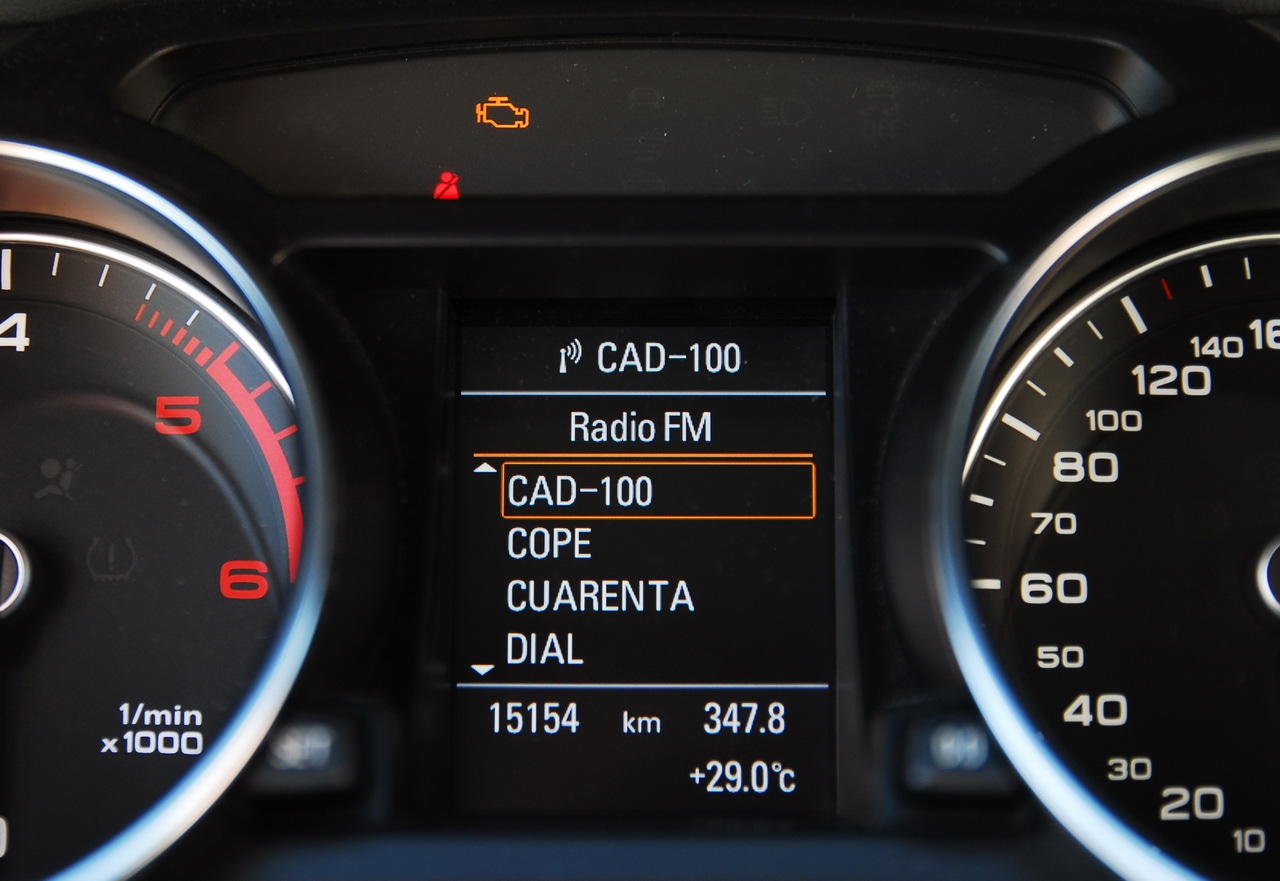 CAD-100
Radio FM
CAD-100
COPE
CUARENTA
DIAL
15154 km 347.8
+29.0°C
4
5
6
1/min
x1000
140
120
100
80
70
60
50
40
30
20
10
OFF